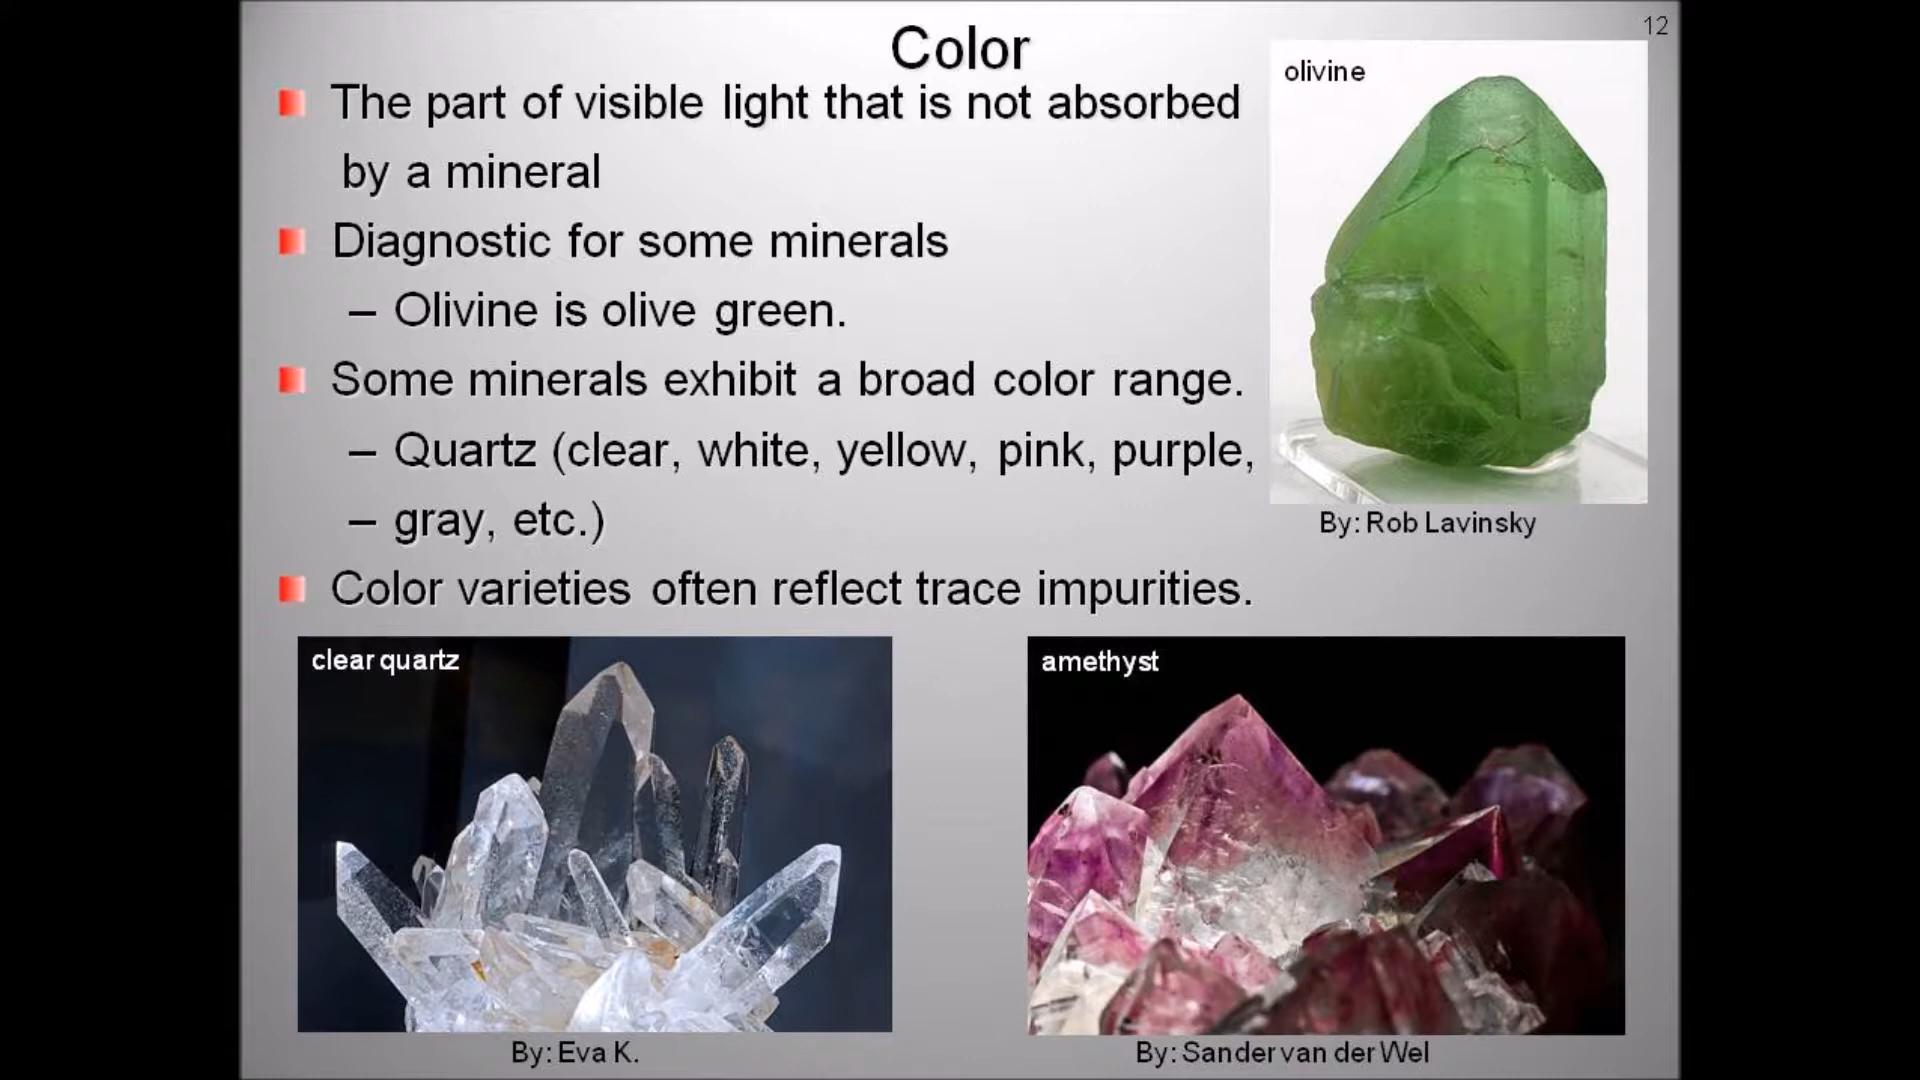 12
Color
The part of visible light that is not absorbed
by a mineral
Diagnostic for some minerals
– Olivine is olive green.
Some minerals exhibit a broad color range.
– Quartz (clear, white, yellow, pink, purple,
– gray, etc.)
Color varieties often reflect trace impurities.
olivine
By: Rob Lavinsky
clear quartz
By: Eva K.
amethyst
By: Sander van der Wel